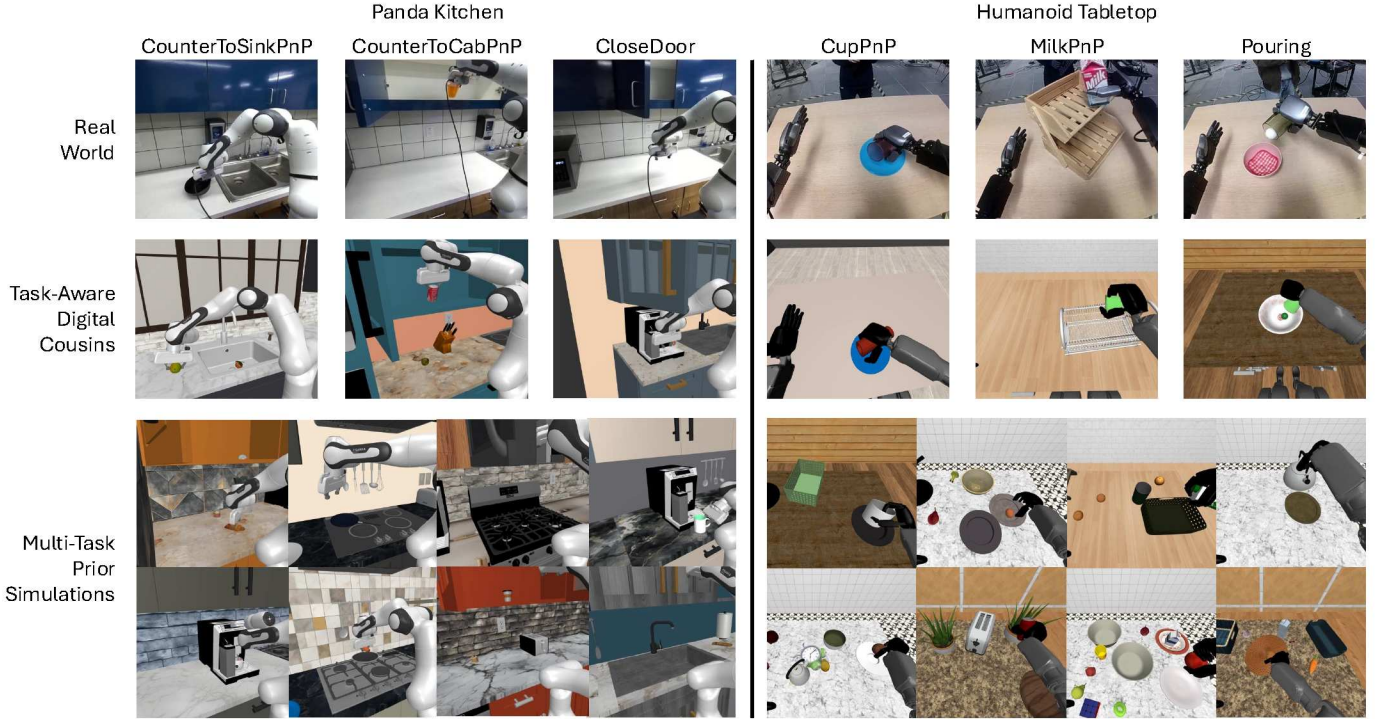 Panda Kitchen
Humanoid Tabletop
CounterToSinkPnP
CounterToCabPnP
CloseDoor
CupPnP
MilkPnP
Pouring
Real
World
Milk
Task-Aware
Digital
Cousins
Multi-Task
Prior
Simulations